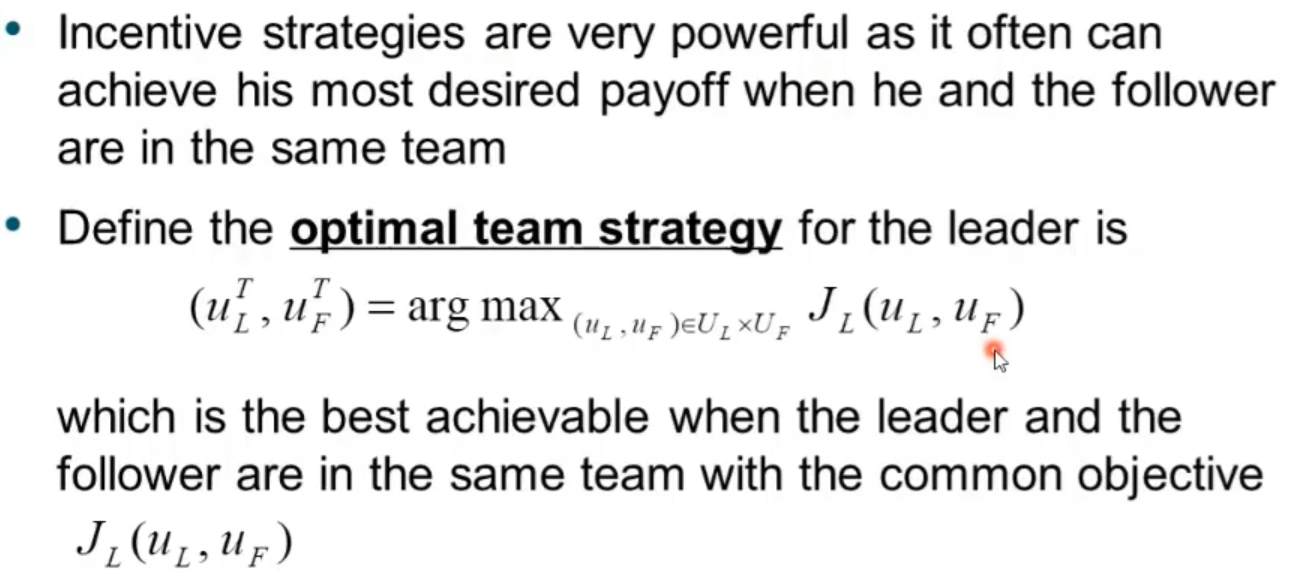 • Incentive strategies are very powerful as it often can
achieve his most desired payoff when he and the follower
are in the same team
• Define the optimal team strategy for the leader is
(u_L^T, u_F^T) = arg max_{(u_L, u_F)∈U_L×U_F} J_L(u_L, u_F)
which is the best achievable when the leader and the
follower are in the same team with the common objective
J_L(u_L, u_F)